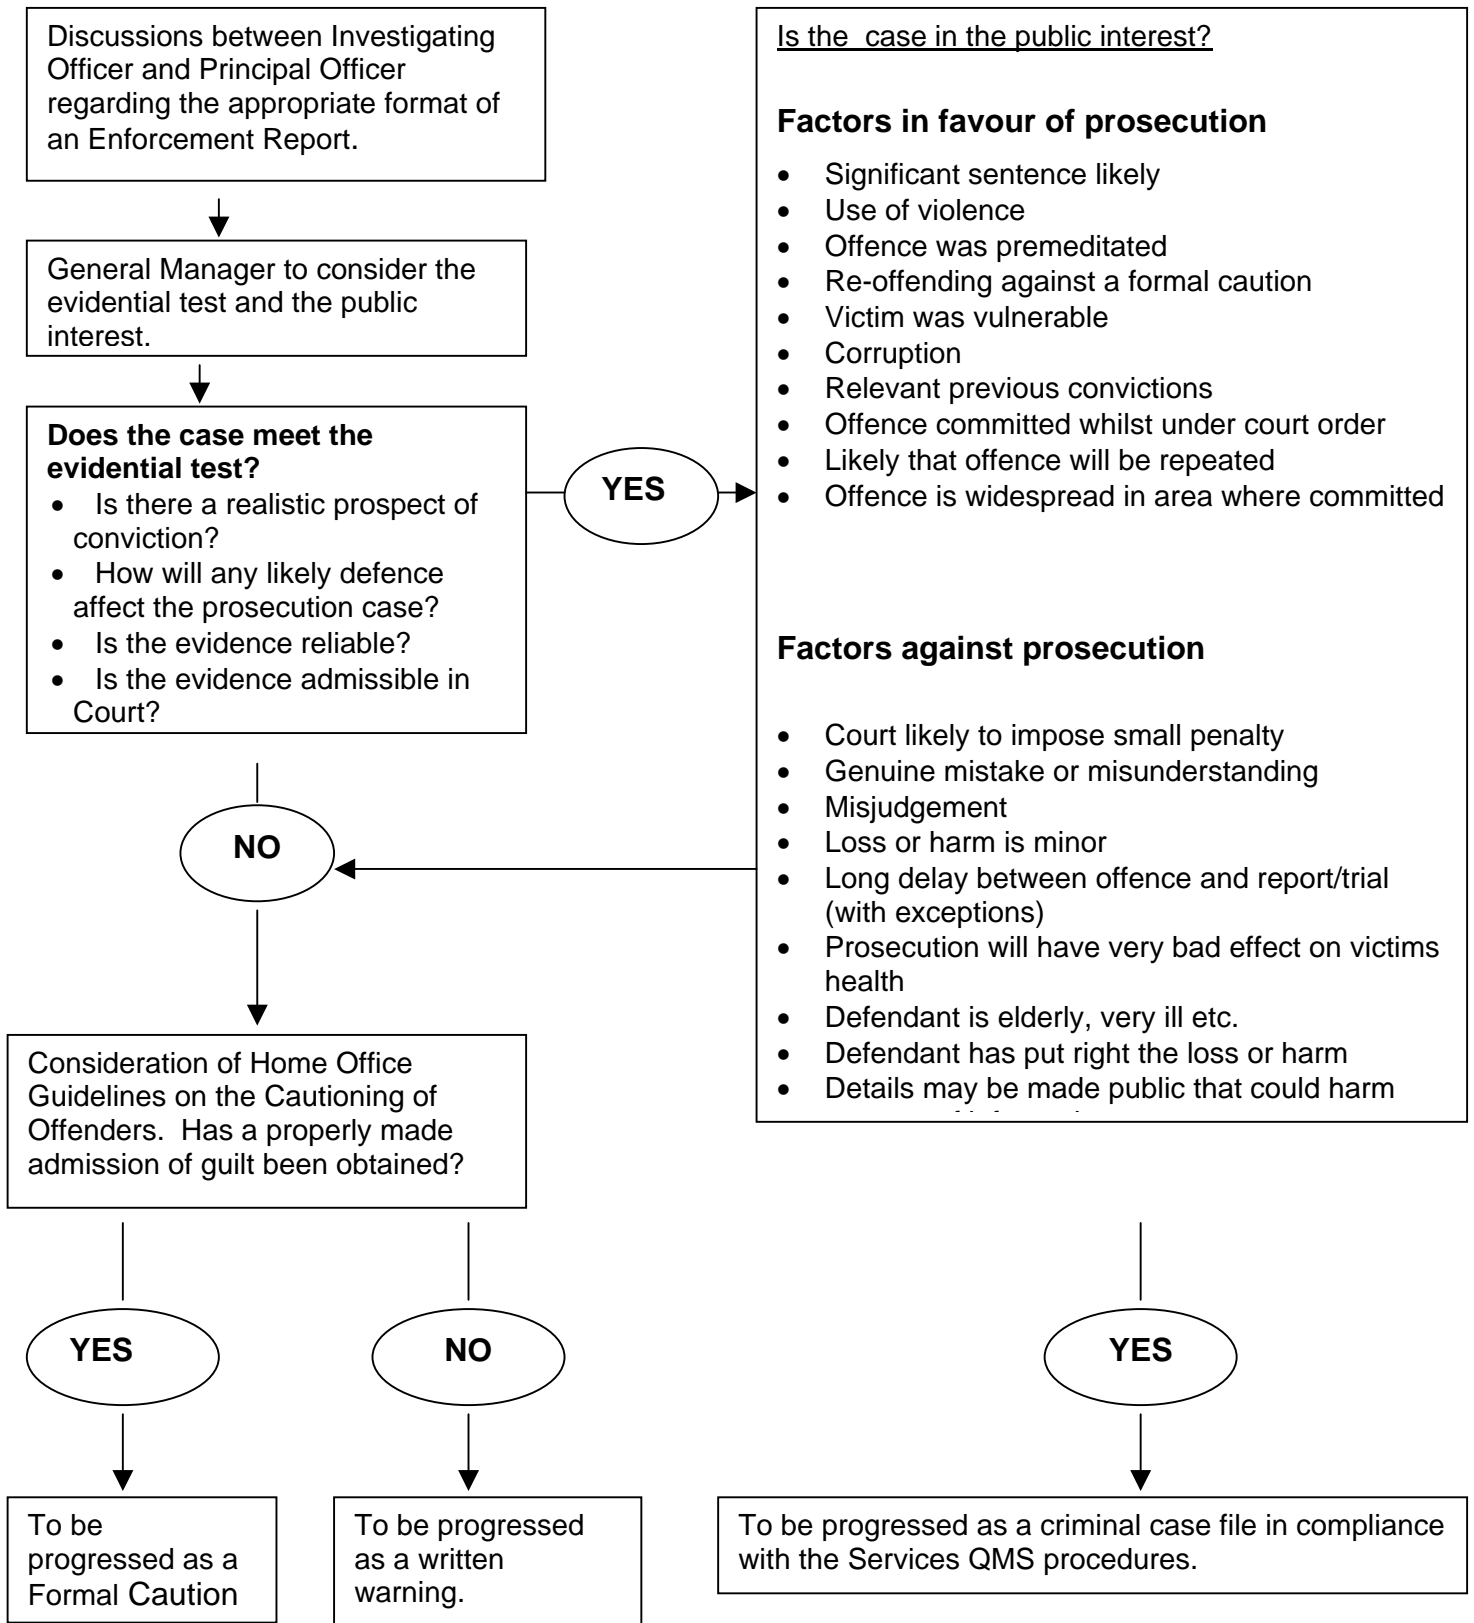 Discussions between Investigating
Officer and Principal Officer
regarding the appropriate format of
an Enforcement Report.
General Manager to consider the
evidential test and the public
interest.
Does the case meet the
evidential test?
• Is there a realistic prospect of
conviction?
• How will any likely defence
affect the prosecution case?
• Is the evidence reliable?
• Is the evidence admissible in
Court?
YES
Is the case in the public interest?
Factors in favour of prosecution
• Significant sentence likely
• Use of violence
• Offence was premeditated
• Re-offending against a formal caution
• Victim was vulnerable
• Corruption
• Relevant previous convictions
• Offence committed whilst under court order
• Likely that offence will be repeated
• Offence is widespread in area where committed
Factors against prosecution
• Court likely to impose small penalty
• Genuine mistake or misunderstanding
• Misjudgement
• Loss or harm is minor
• Long delay between offence and report/trial
(with exceptions)
• Prosecution will have very bad effect on victims
health
• Defendant is elderly, very ill etc.
• Defendant has put right the loss or harm
• Details may be made public that could harm
NO
Consideration of Home Office
Guidelines on the Cautioning of
Offenders. Has a properly made
admission of guilt been obtained?
YES
NO
YES
To be
progressed as a
Formal Caution
To be progressed
as a written
warning.
To be progressed as a criminal case file in compliance
with the Services QMS procedures.